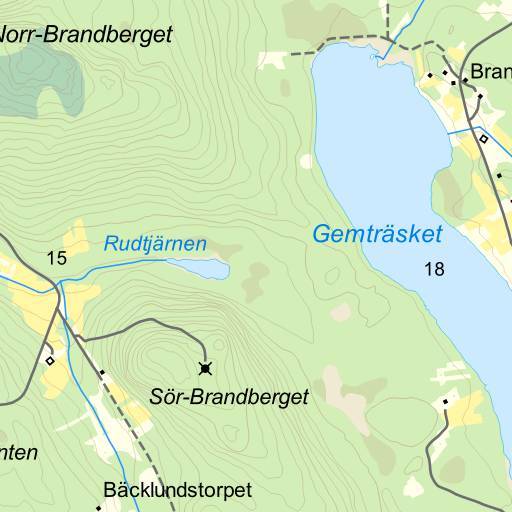 Norr-Brandberget
Bran
Rudtjärnen
Gemträsket
15
18
Sör-Brandberget
nten
Bäcklundstorpet